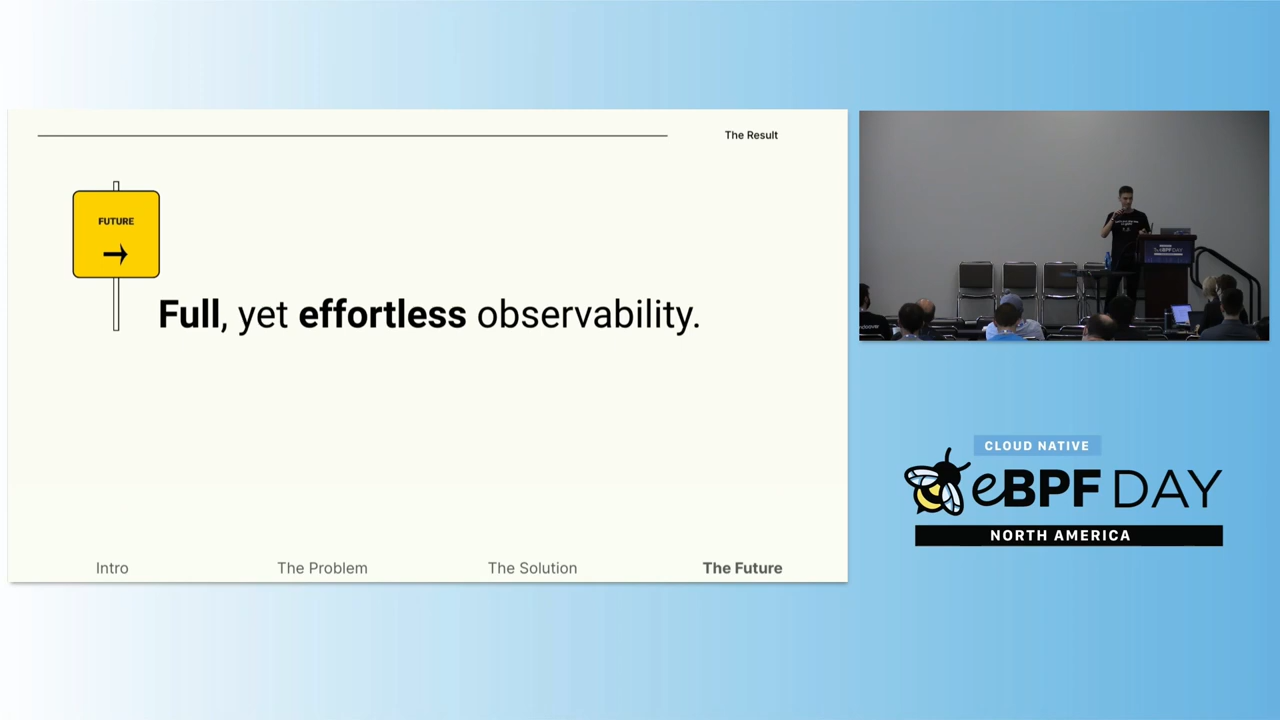 The Result
FUTURE
Full, yet effortless observability.
Intro
The Problem
The Solution
The Future
CLOUD NATIVE
eBPF DAY
NORTH AMERICA